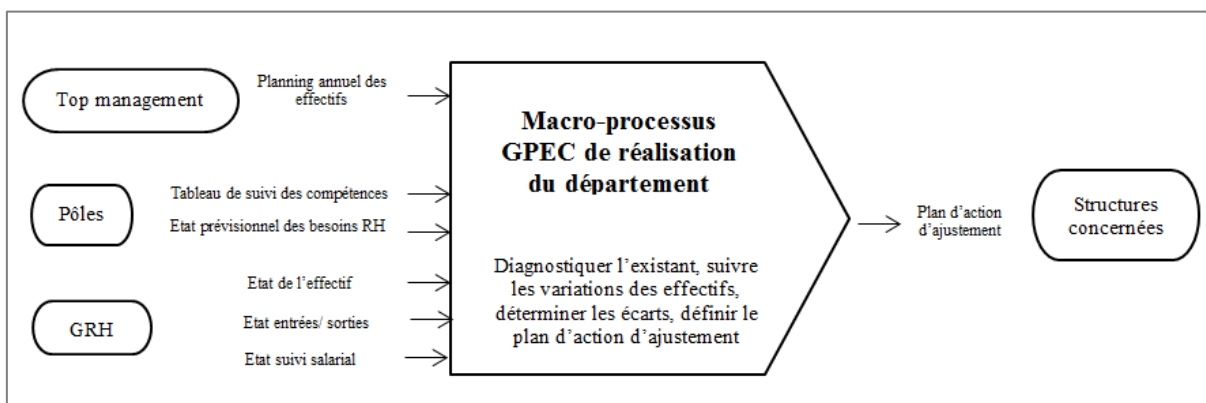 Top management
Planning annuel des
effectifs
Pôles
Tableau de suivi des compétences
Etat prévisionnel des besoins RH
GRH
Etat de l'effectif
Etat entrées/ sorties
Etat suivi salarial
Macro-processus
GPEC de réalisation
du département
Diagnostiquer l'existant, suivre
les variations des effectifs,
déterminer les écarts, définir le
plan d'action d'ajustement
Plan d'action
d'ajustement
Structures
concernées